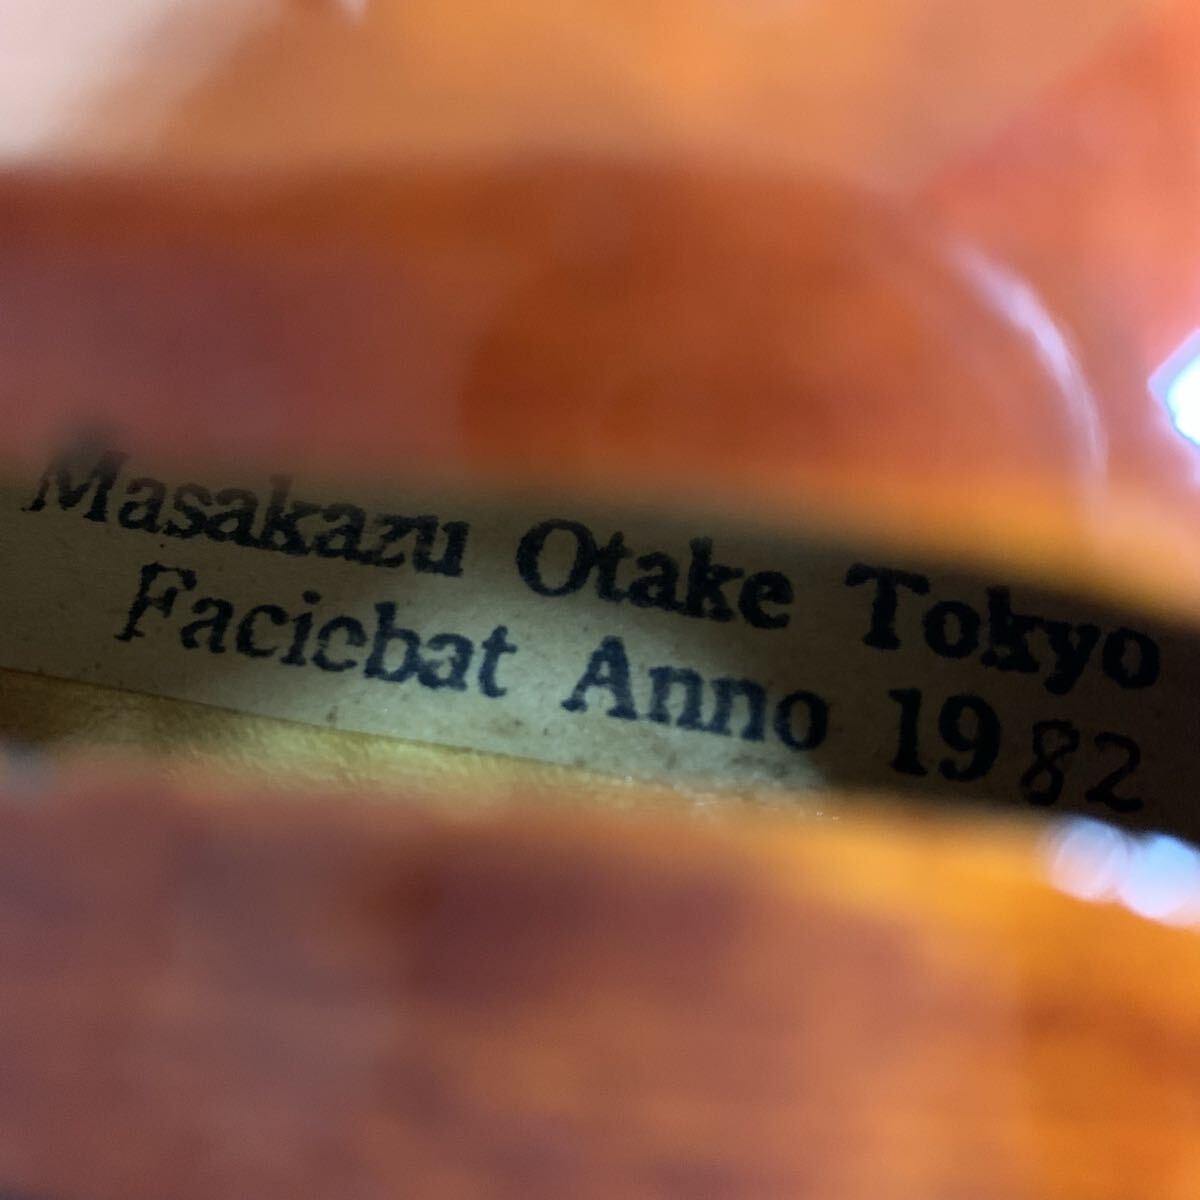 Masakazu Otake Tokyo
Facicbat Anno 1982